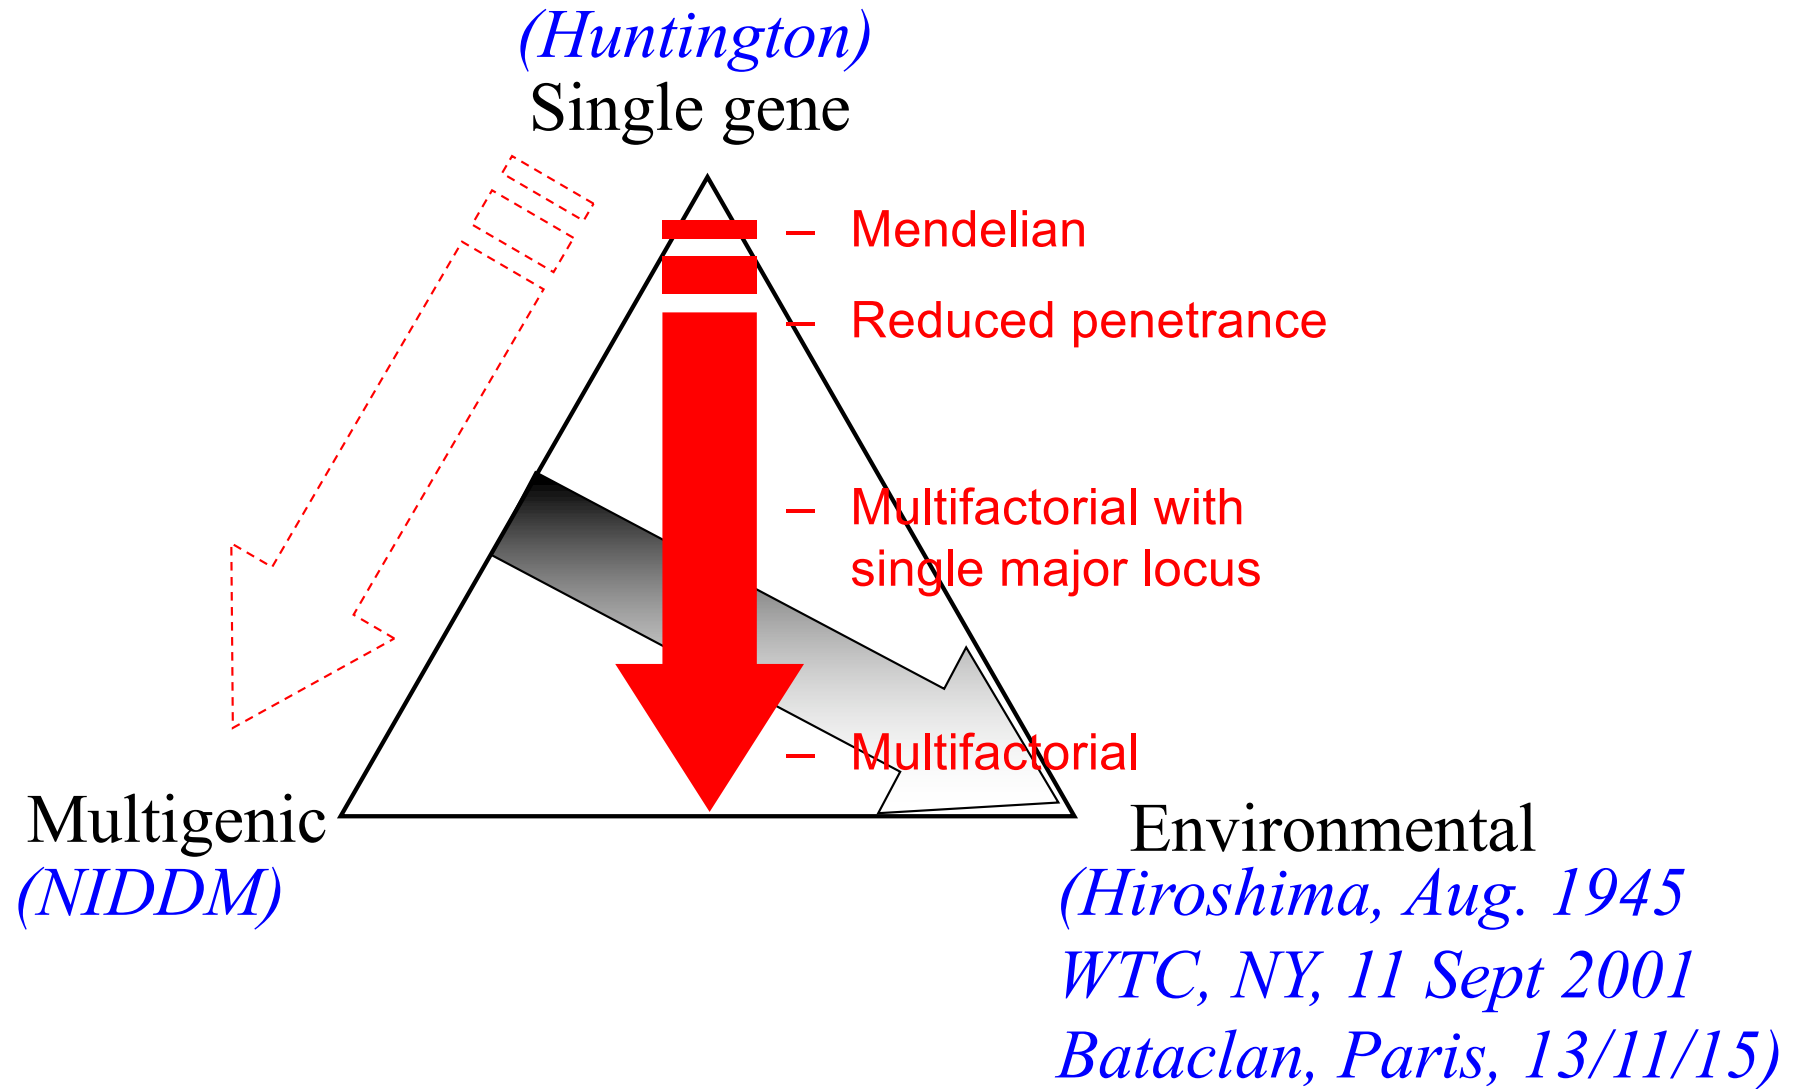 (Huntington)
Single gene
– Mendelian
– Reduced penetrance
– Multifactorial with
single major locus
– Multifactorial
Multigenic
(NIDDM)
Environmental
(Hiroshima, Aug. 1945
WTC, NY, 11 Sept 2001
Bataclan, Paris, 13/11/15)